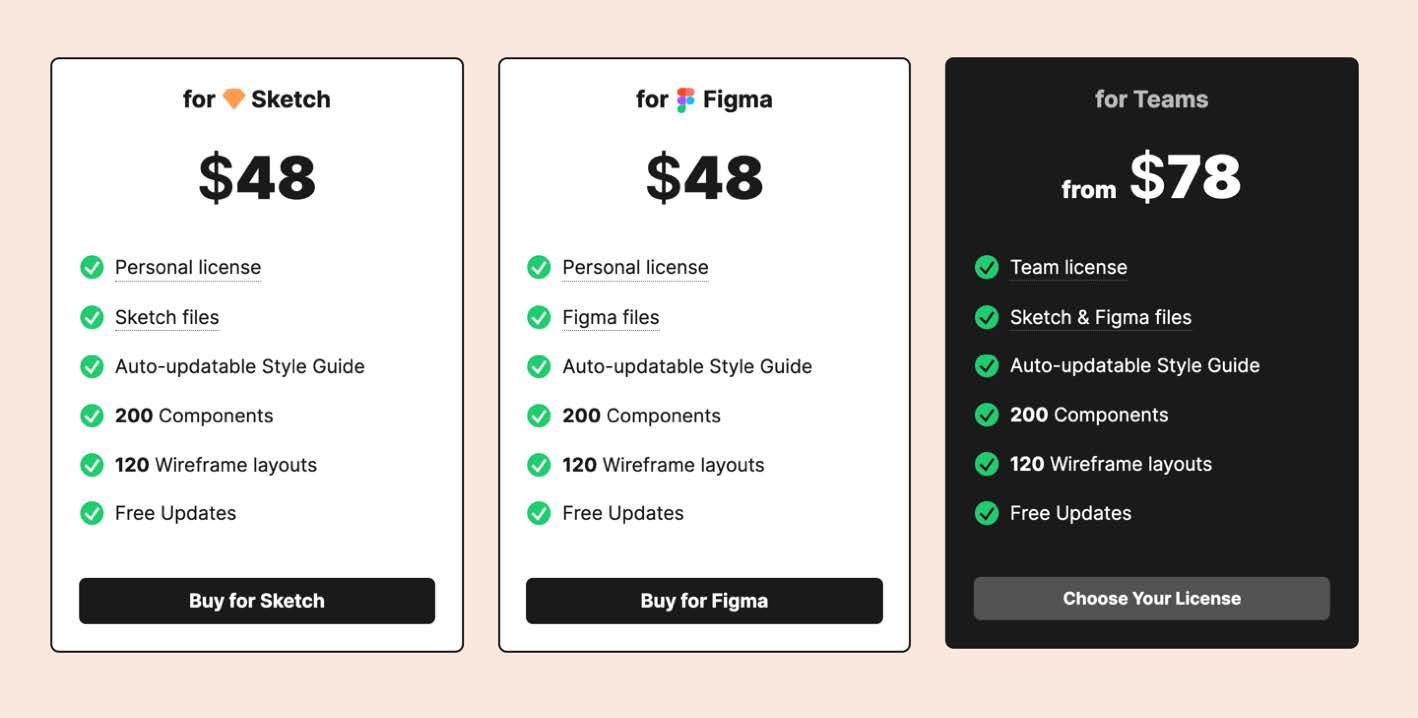 for Sketch
$48
Personal license
Sketch files
Auto-updatable Style Guide
200 Components
120 Wireframe layouts
Free Updates
Buy for Sketch
for Figma
$48
Personal license
Figma files
Auto-updatable Style Guide
200 Components
120 Wireframe layouts
Free Updates
Buy for Figma
for Teams
from $78
Team license
Sketch & Figma files
Auto-updatable Style Guide
200 Components
120 Wireframe layouts
Free Updates
Choose Your License